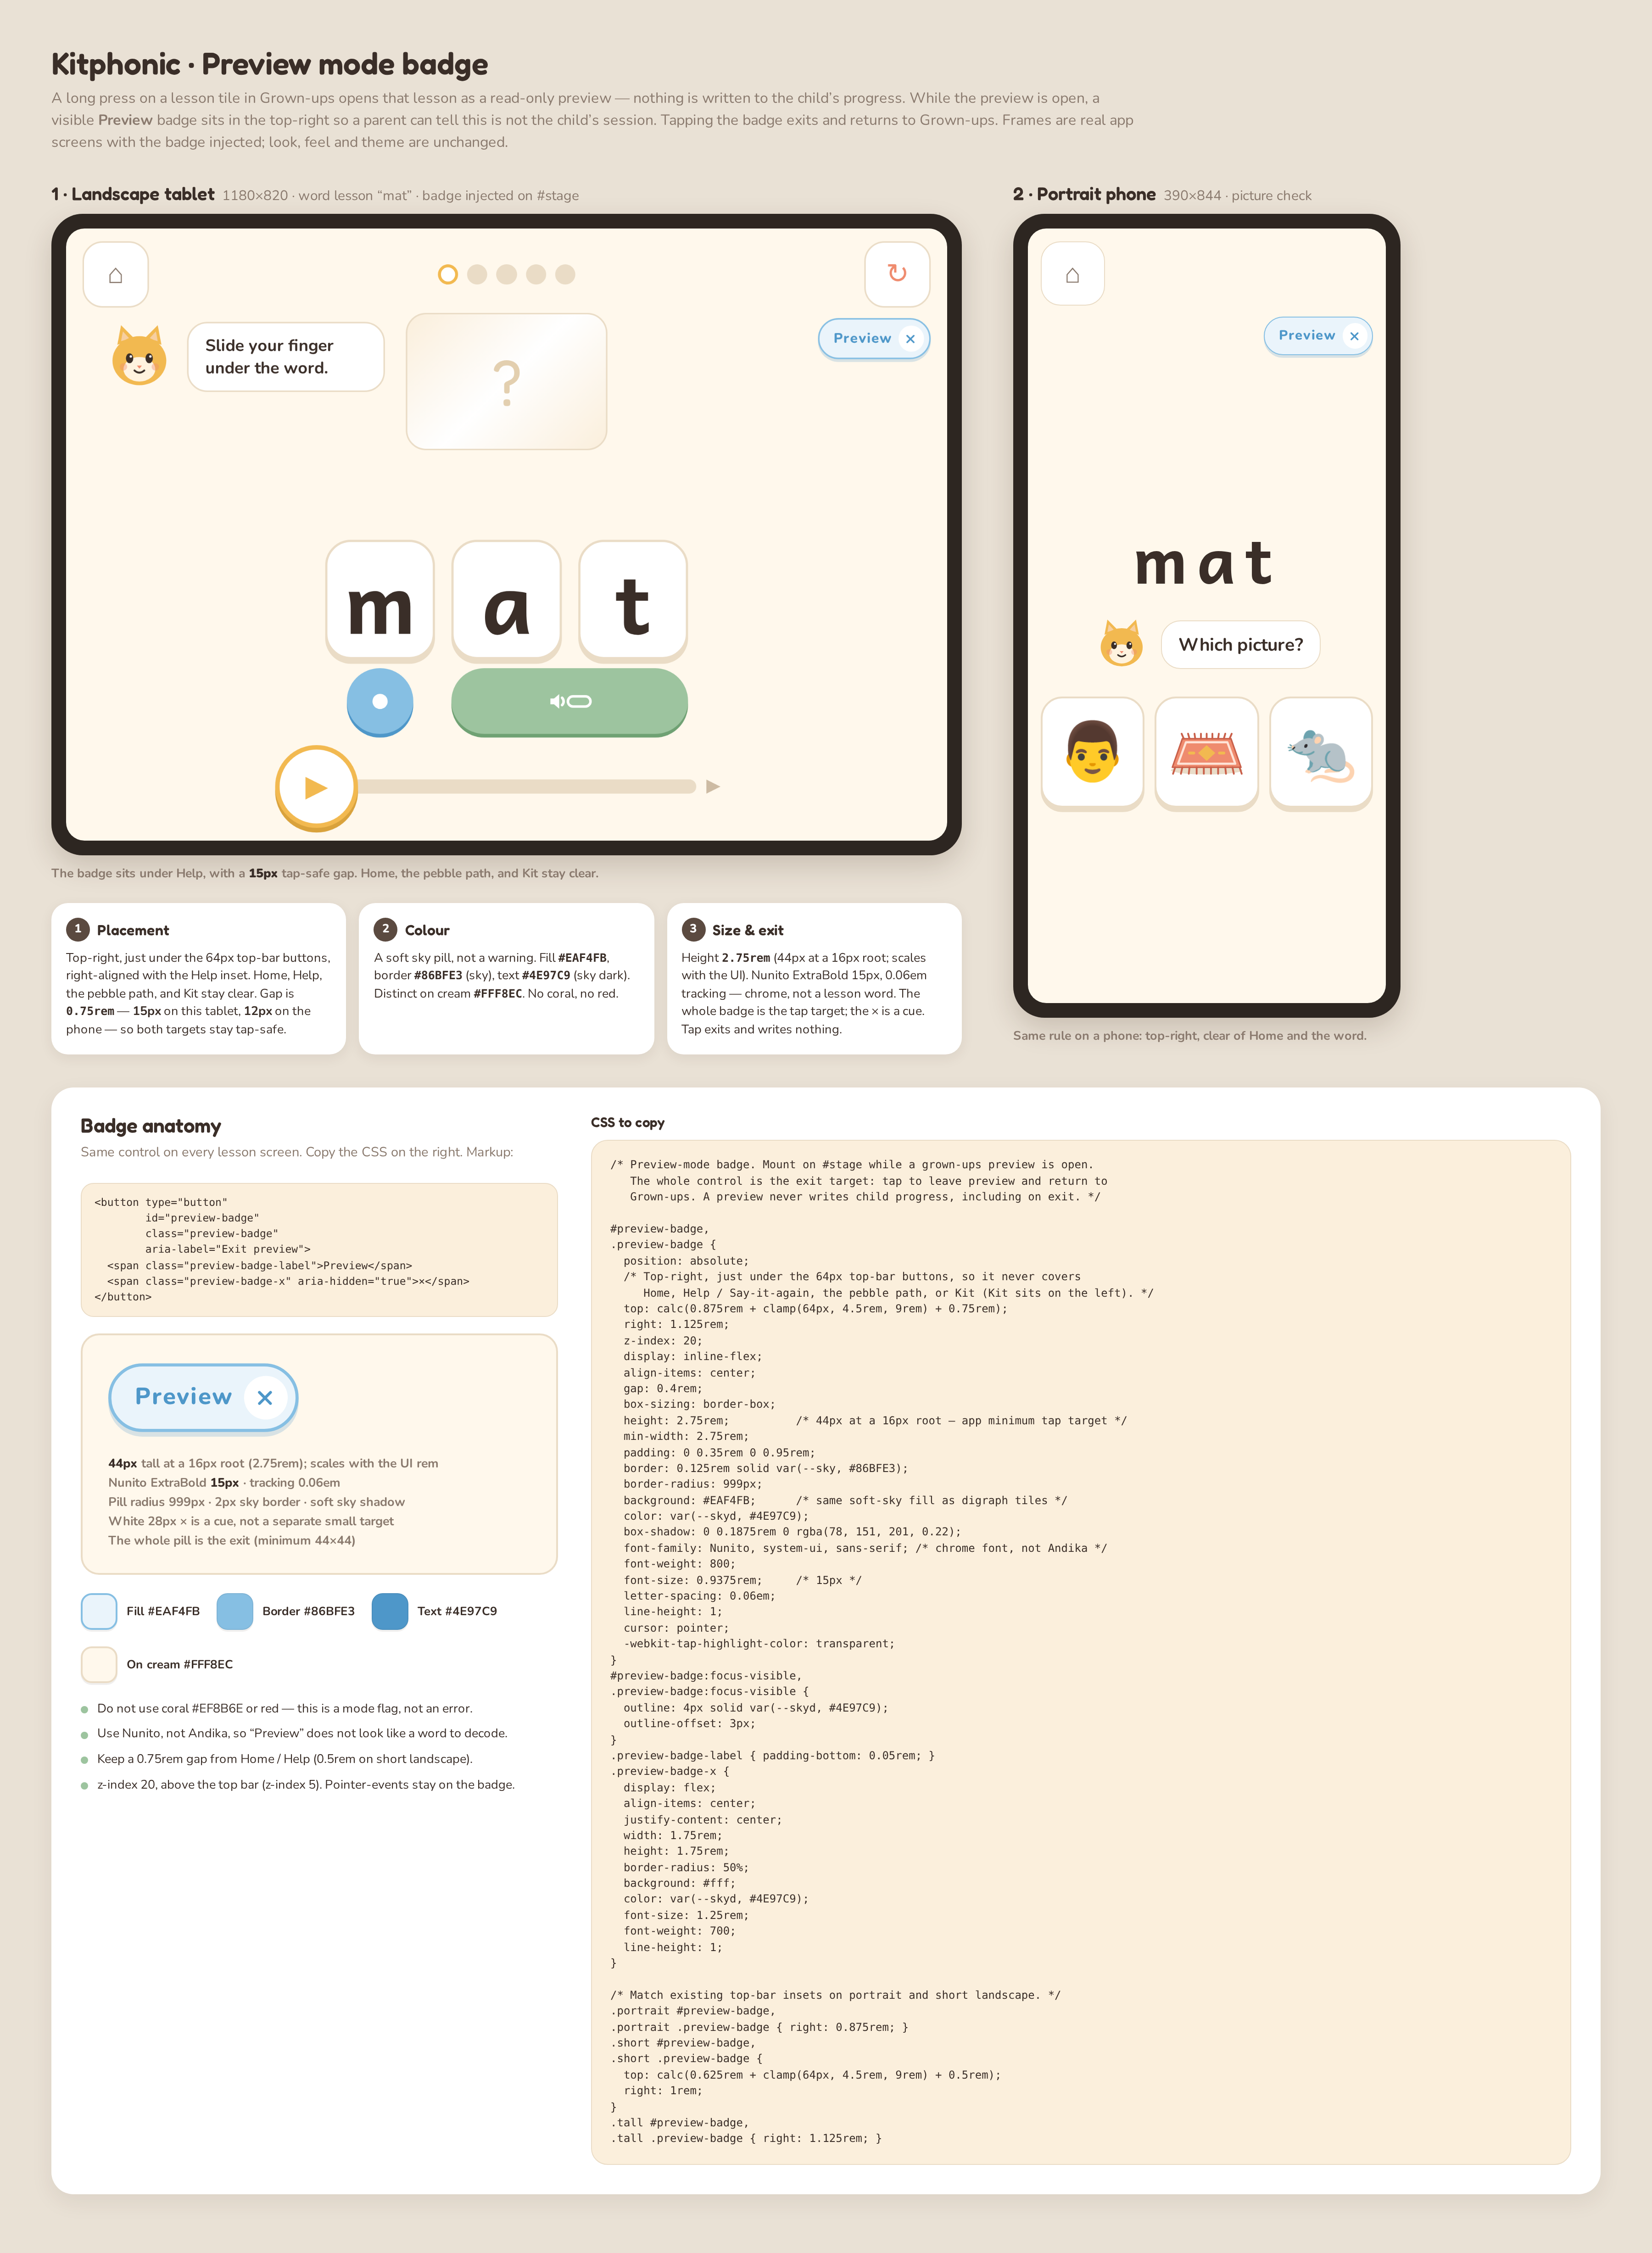 Kitphonic · Preview mode badge
A long press on a lesson tile in Grown-ups opens that lesson as a read-only preview — nothing is written to the child’s progress. While the preview is open, a
visible Preview badge sits in the top-right so a parent can tell this is not the child’s session. Tapping the badge exits and returns to Grown-ups. Frames are real app
screens with the badge injected; look, feel and theme are unchanged.
1 · Landscape tablet 1180×820 · word lesson “mat” · badge injected on #stage
Slide your finger
under the word.
?
Preview ×
m a t
The badge sits under Help, with a 15px tap-safe gap. Home, the pebble path, and Kit stay clear.
2 · Portrait phone 390×844 · picture check
Preview ×
mat
Which picture?
Same rule on a phone: top-right, clear of Home and the word.
1 Placement
Top-right, just under the 64px top-bar buttons,
right-aligned with the Help inset. Home, Help,
the pebble path, and Kit stay clear. Gap is
0.75rem — 15px on this tablet, 12px on the
phone — so both targets stay tap-safe.
2 Colour
A soft sky pill, not a warning. Fill #EAF4FB,
border #86BFE3 (sky), text #4E97C9 (sky dark).
Distinct on cream #FFF8EC. No coral, no red.
3 Size & exit
Height 2.75rem (44px at a 16px root; scales
with the UI). Nunito ExtraBold 15px, 0.06em
tracking — chrome, not a lesson word. The
whole badge is the tap target; the × is a cue.
Tap exits and writes nothing.
Badge anatomy
Same control on every lesson screen. Copy the CSS on the right. Markup:
<button type="button"
id="preview-badge"
class="preview-badge"
aria-label="Exit preview">
<span class="preview-badge-label">Preview</span>
<span class="preview-badge-x" aria-hidden="true">×</span>
</button>
Preview ×
44px tall at a 16px root (2.75rem); scales with the UI rem
Nunito ExtraBold 15px · tracking 0.06em
Pill radius 999px · 2px sky border · soft sky shadow
White 28px × is a cue, not a separate small target
The whole pill is the exit (minimum 44×44)
Fill #EAF4FB
Border #86BFE3
Text #4E97C9
On cream #FFF8EC
Do not use coral #EF8B6E or red — this is a mode flag, not an error.
Use Nunito, not Andika, so “Preview” does not look like a word to decode.
Keep a 0.75rem gap from Home / Help (0.5rem on short landscape).
z-index 20, above the top bar (z-index 5). Pointer-events stay on the badge.
CSS to copy
/* Preview-mode badge. Mount on #stage while a grown-ups preview is open.
The whole control is the exit target: tap to leave preview and return to
Grown-ups. A preview never writes child progress, including on exit. */
#preview-badge,
.preview-badge {
position: absolute;
/* Top-right, just under the 64px top-bar buttons, so it never covers
Home, Help / Say-it-again, the pebble path, or Kit (Kit sits on the left). */
top: calc(0.875rem + clamp(64px, 4.5rem, 9rem) + 0.75rem);
right: 1.125rem;
z-index: 20;
display: inline-flex;
align-items: center;
gap: 0.4rem;
box-sizing: border-box;
height: 2.75rem; /* 44px at a 16px root — app minimum tap target */
min-width: 2.75rem;
padding: 0 0.35rem 0 0.95rem;
border: 0.125rem solid var(--sky, #86BFE3);
border-radius: 999px;
background: #EAF4FB; /* same soft-sky fill as digraph tiles */
color: var(--skyd, #4E97C9);
box-shadow: 0 0.1875rem 0 rgba(78, 151, 201, 0.22);
font-family: Nunito, system-ui, sans-serif; /* chrome font, not Andika */
font-weight: 800;
font-size: 0.9375rem; /* 15px */
letter-spacing: 0.06em;
line-height: 1;
cursor: pointer;
-webkit-tap-highlight-color: transparent;
}
#preview-badge:focus-visible,
.preview-badge:focus-visible {
outline: 4px solid var(--skyd, #4E97C9);
outline-offset: 3px;
}
.preview-badge-label { padding-bottom: 0.05rem; }
.preview-badge-x {
display: flex;
align-items: center;
justify-content: center;
width: 1.75rem;
height: 1.75rem;
border-radius: 50%;
background: #fff;
color: var(--skyd, #4E97C9);
font-size: 1.25rem;
font-weight: 700;
line-height: 1;
}
/* Match existing top-bar insets on portrait and short landscape. */
.portrait #preview-badge,
.portrait .preview-badge { right: 0.875rem; }
.short #preview-badge,
.short .preview-badge {
top: calc(0.625rem + clamp(64px, 4.5rem, 9rem) + 0.5rem);
right: 1rem;
}
.tall #preview-badge,
.tall .preview-badge { right: 1.125rem; }